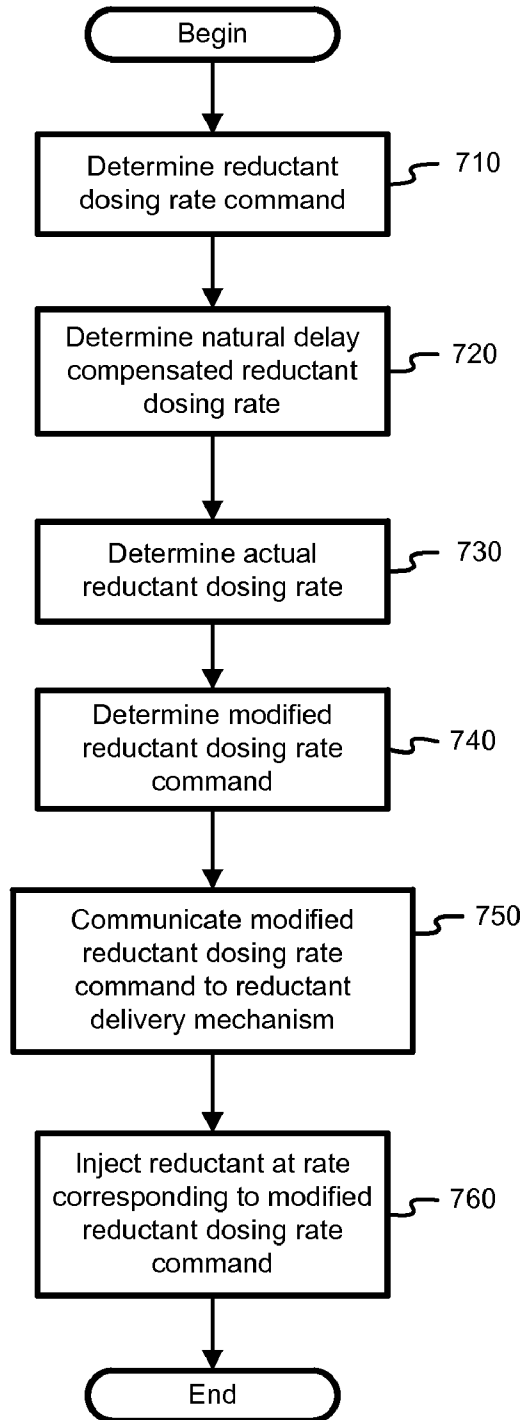 Begin
Determine reductant
dosing rate command
710
Determine natural delay
compensated reductant
dosing rate
720
Determine actual
reductant dosing rate
730
Determine modified
reductant dosing rate
command
740
Communicate modified
reductant dosing rate
command to reductant
delivery mechanism
750
Inject reductant at rate
corresponding to modified
reductant dosing rate
command
760
End